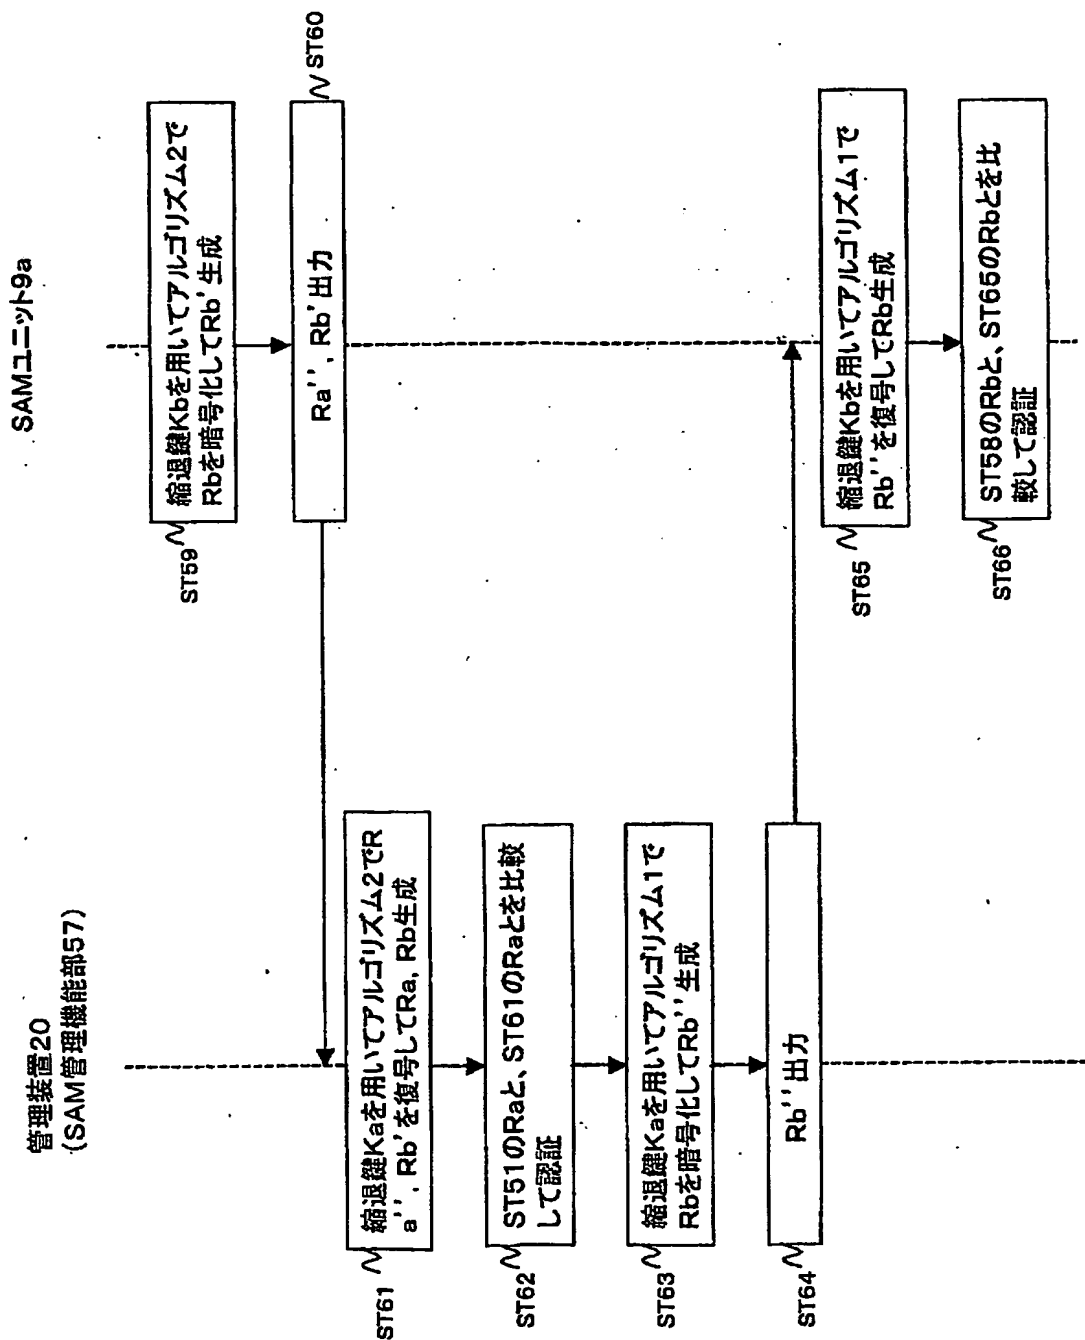 管理装置20
(SAM管理機能部57)
SAMユニット9a
ST59
縮退鍵Kbを用いてアルゴリズム2で
Rbを暗号化してRb'生成
ST60
Ra'', Rb'出力
ST61
縮退鍵Kaを用いてアルゴリズム2でR
a'', Rb'を復号してRa, Rb生成
ST62
ST51のRaと、ST61のRaとを比較
して認証
ST63
縮退鍵Kaを用いてアルゴリズム1で
Rbを暗号化してRb''生成
ST64
Rb''出力
ST65
縮退鍵Kbを用いてアルゴリズム1で
Rb''を復号してRb生成
ST66
ST58のRbと、ST65のRbとを比
較して認証